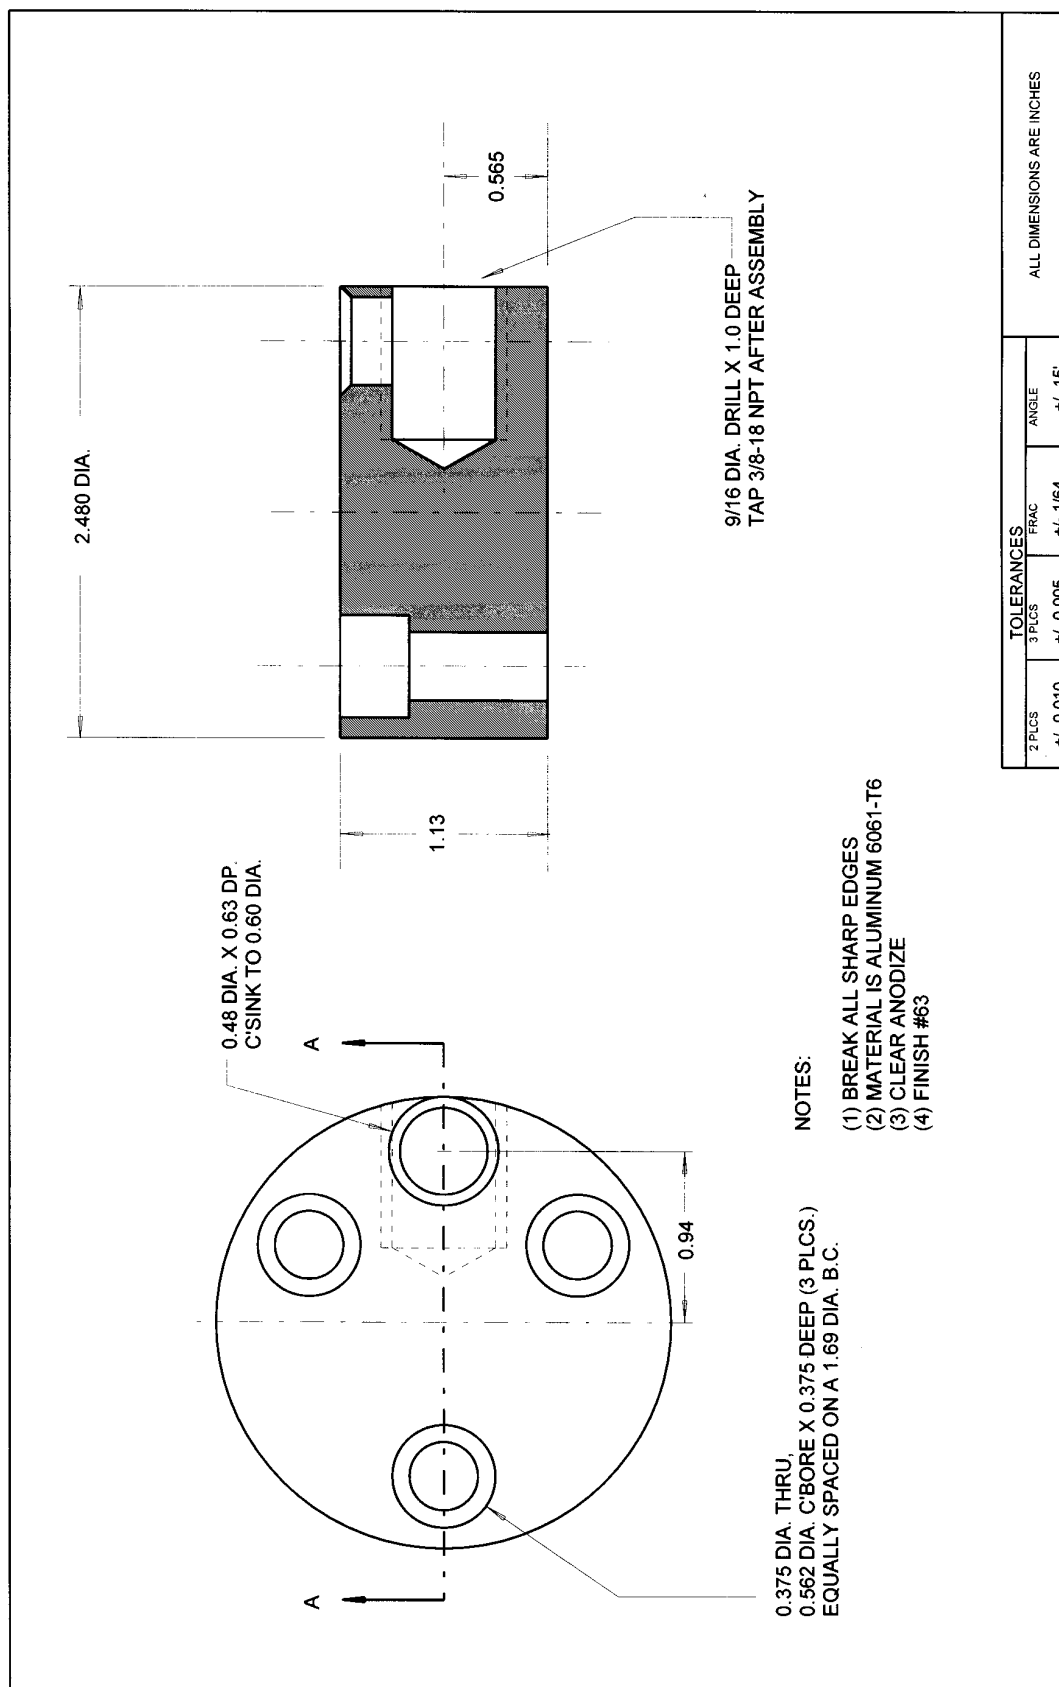 0.48 DIA. X 0.63 DP.
C'SINK TO 0.60 DIA.
A
A
0.94
0.375 DIA. THRU,
0.562 DIA. C'BORE X 0.375 DEEP (3 PLCS.)
EQUALLY SPACED ON A 1.69 DIA. B.C.
2.480 DIA.
1.13
0.565
9/16 DIA. DRILL X 1.0 DEEP
TAP 3/8-18 NPT AFTER ASSEMBLY
NOTES:
(1) BREAK ALL SHARP EDGES
(2) MATERIAL IS ALUMINUM 6061-T6
(3) CLEAR ANODIZE
(4) FINISH #63
TOLERANCES
2 PLCS 3 PLCS FRAC ANGLE
+/- 0.010 +/- 0.005 +/- 1/64 +/- 15'
ALL DIMENSIONS ARE INCHES